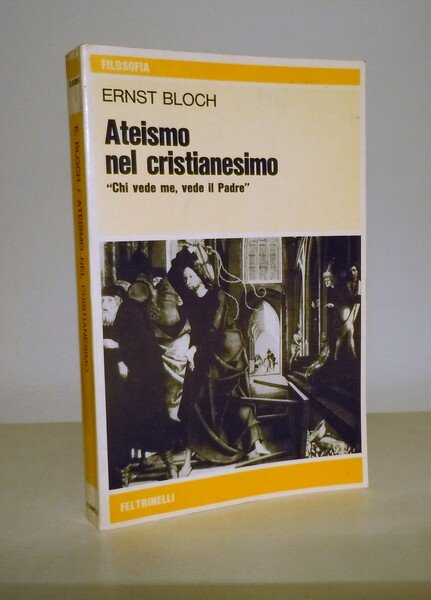 FILOSOFIA
ERNST BLOCH
Ateismo
nel cristianesimo
“Chi vede me, vede il Padre”
FELTRINELLI
E. BLOCH / ATEISMO NEL CRISTIANESIMO